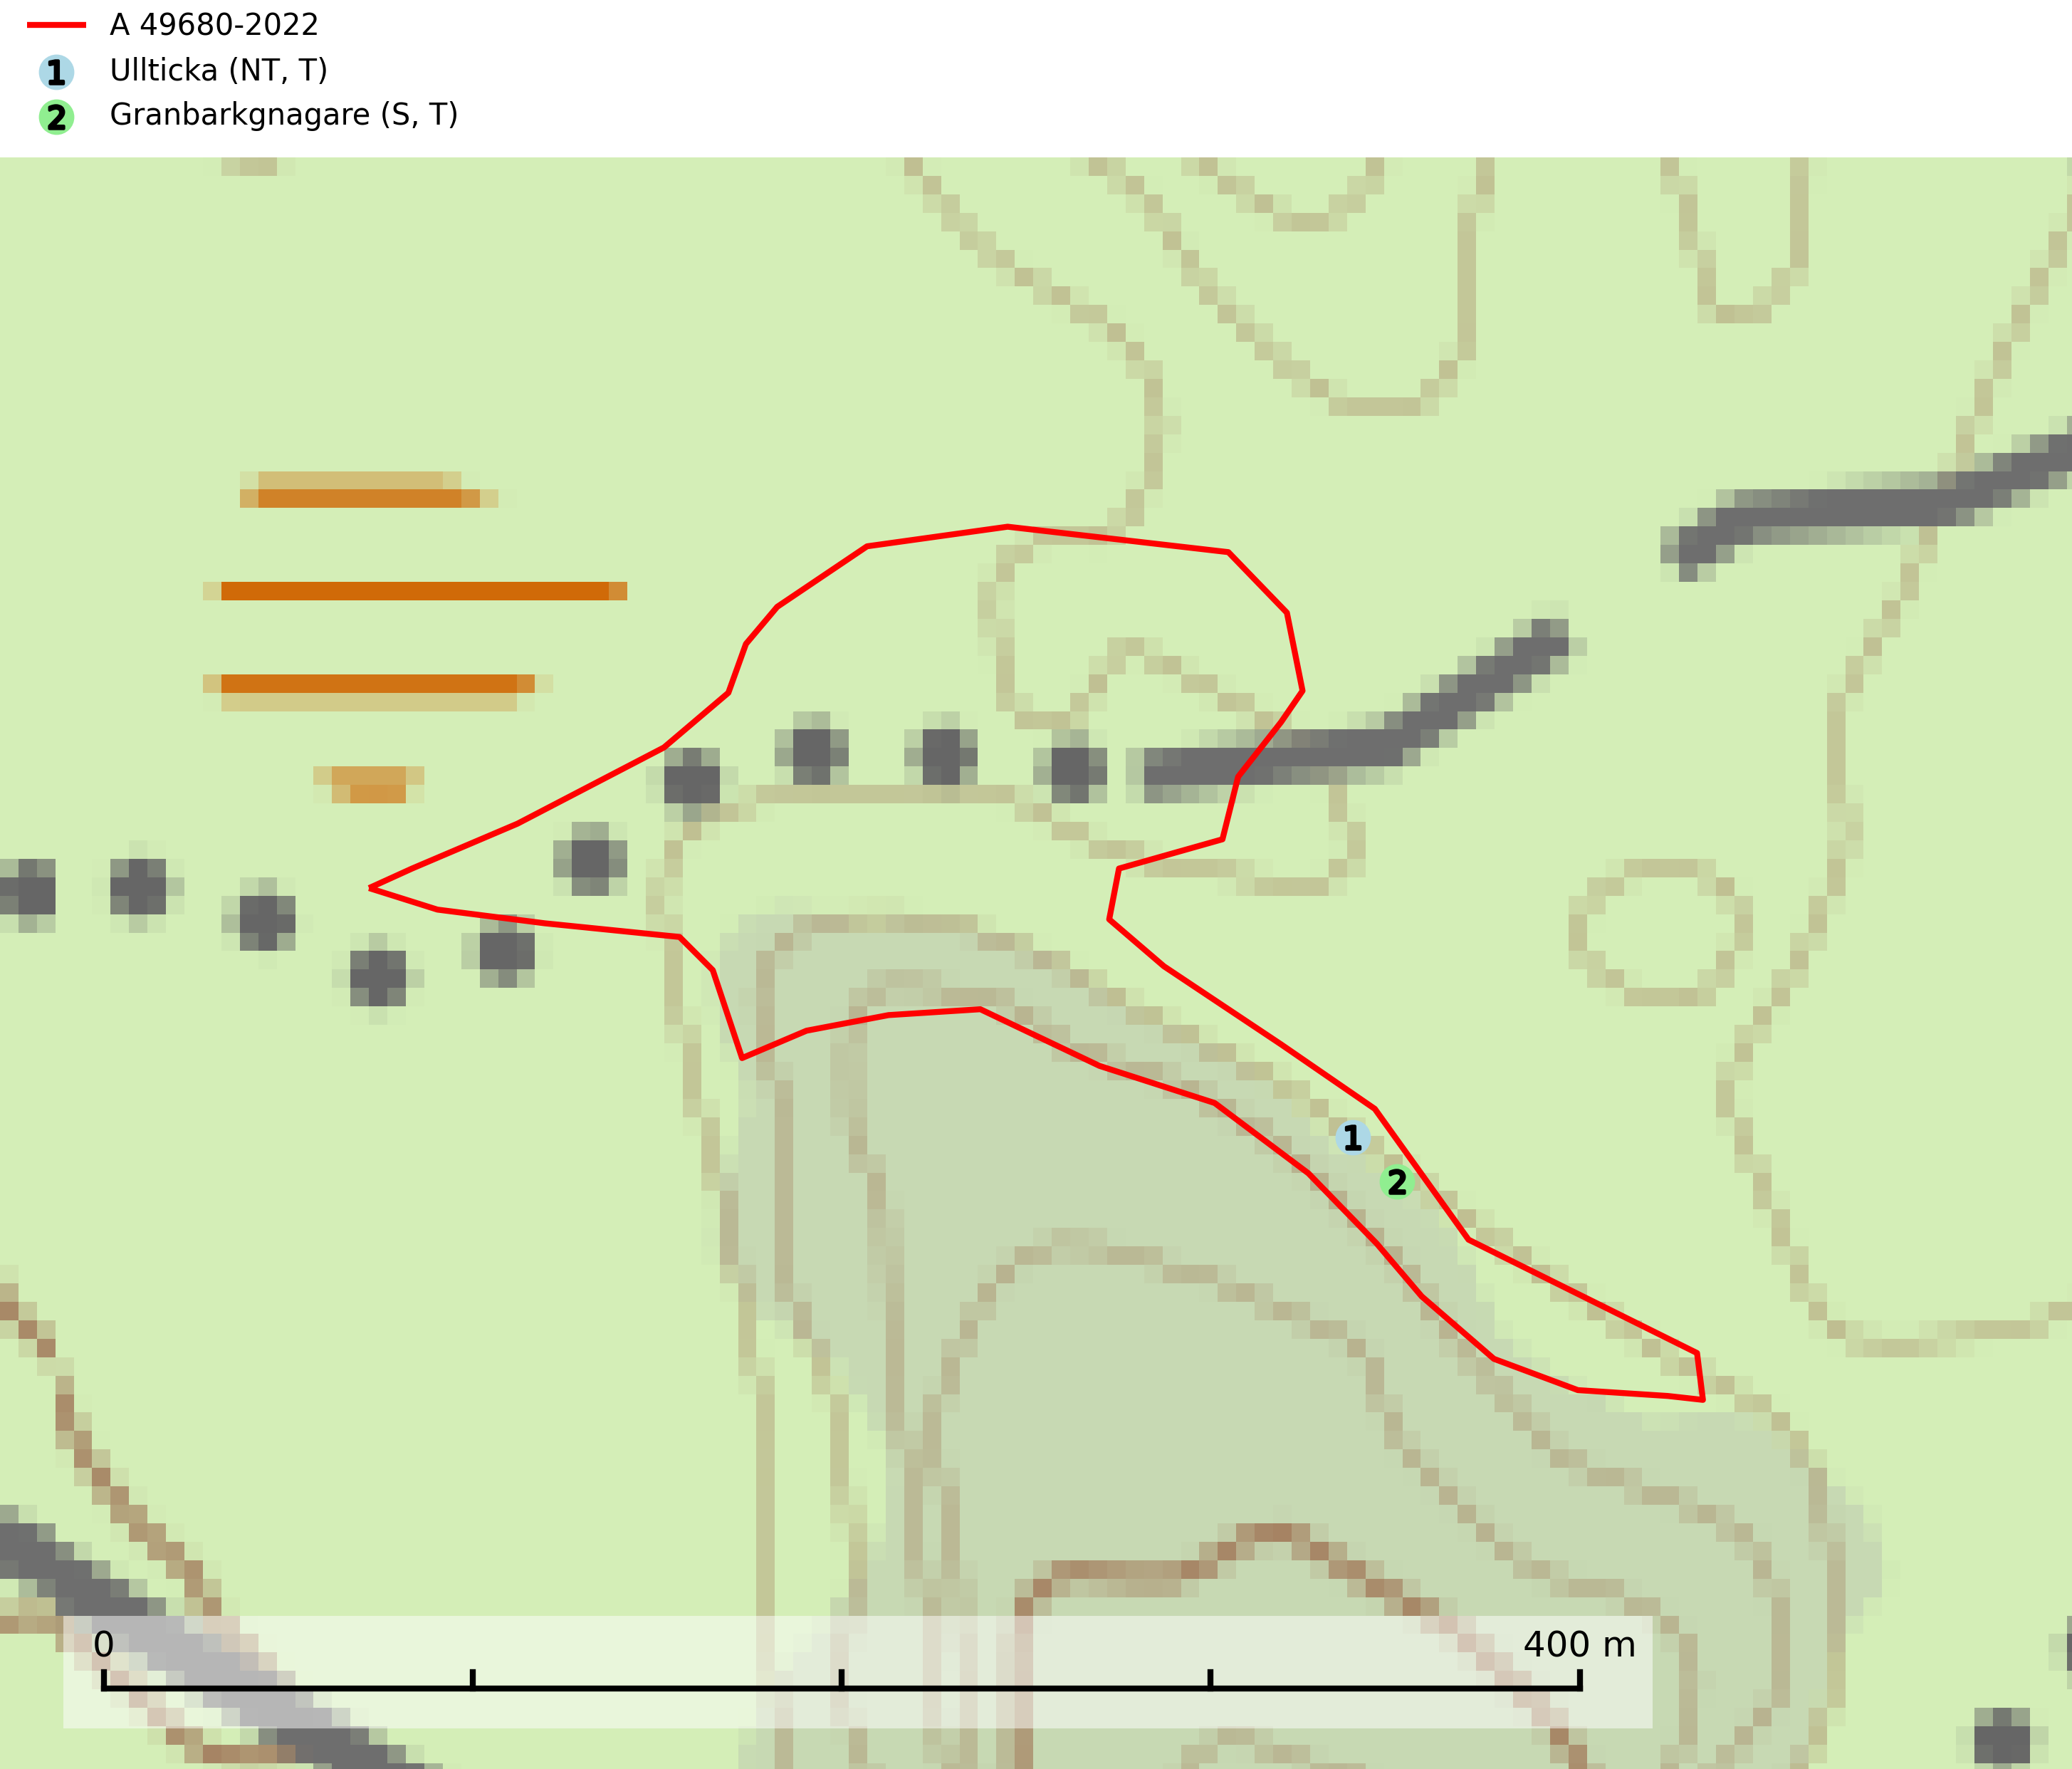 A 49680-2022
1 Ullticka (NT, T)
2 Granbarkgnagare (S, T)
1
2
0 400 m